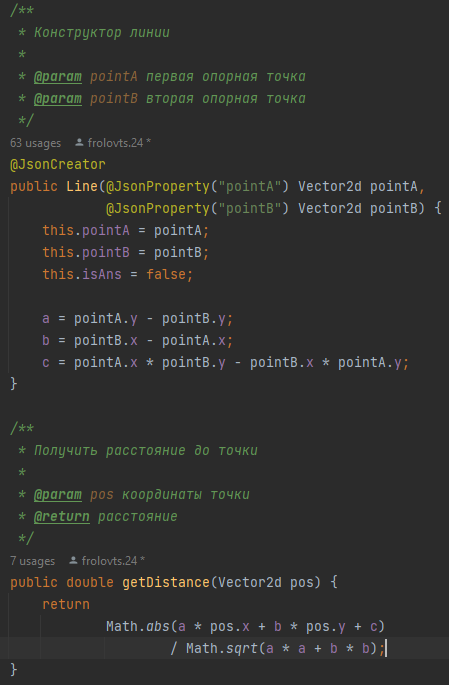 /**
 * Конструктор линии
 *
 * @param pointA первая опорная точка
 * @param pointB вторая опорная точка
 */
63 usages frolovts.24 *
@JsonCreator
public Line(@JsonProperty("pointA") Vector2d pointA,
            @JsonProperty("pointB") Vector2d pointB) {
    this.pointA = pointA;
    this.pointB = pointB;
    this.isAns = false;

    a = pointA.y - pointB.y;
    b = pointB.x - pointA.x;
    c = pointA.x * pointB.y - pointB.x * pointA.y;
}

/**
 * Получить расстояние до точки
 *
 * @param pos координаты точки
 * @return расстояние
 */
7 usages frolovts.24 *
public double getDistance(Vector2d pos) {
    return
            Math.abs(a * pos.x + b * pos.y + c)
                    / Math.sqrt(a * a + b * b);
}